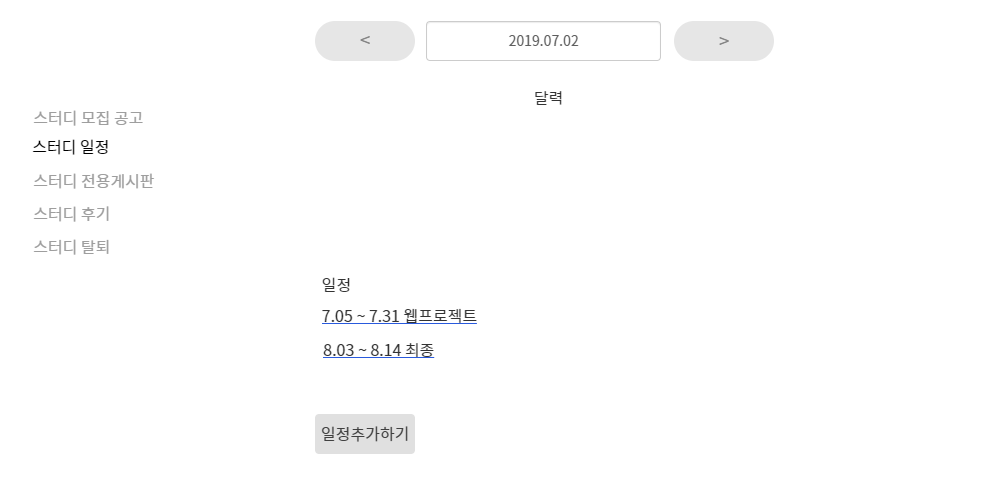 < 2019.07.02 >
달력
스터디 모집 공고
스터디 일정
스터디 전용게시판
스터디 후기
스터디 탈퇴
일정
7.05 ~ 7.31 웹프로젝트
8.03 ~ 8.14 최종
일정추가하기